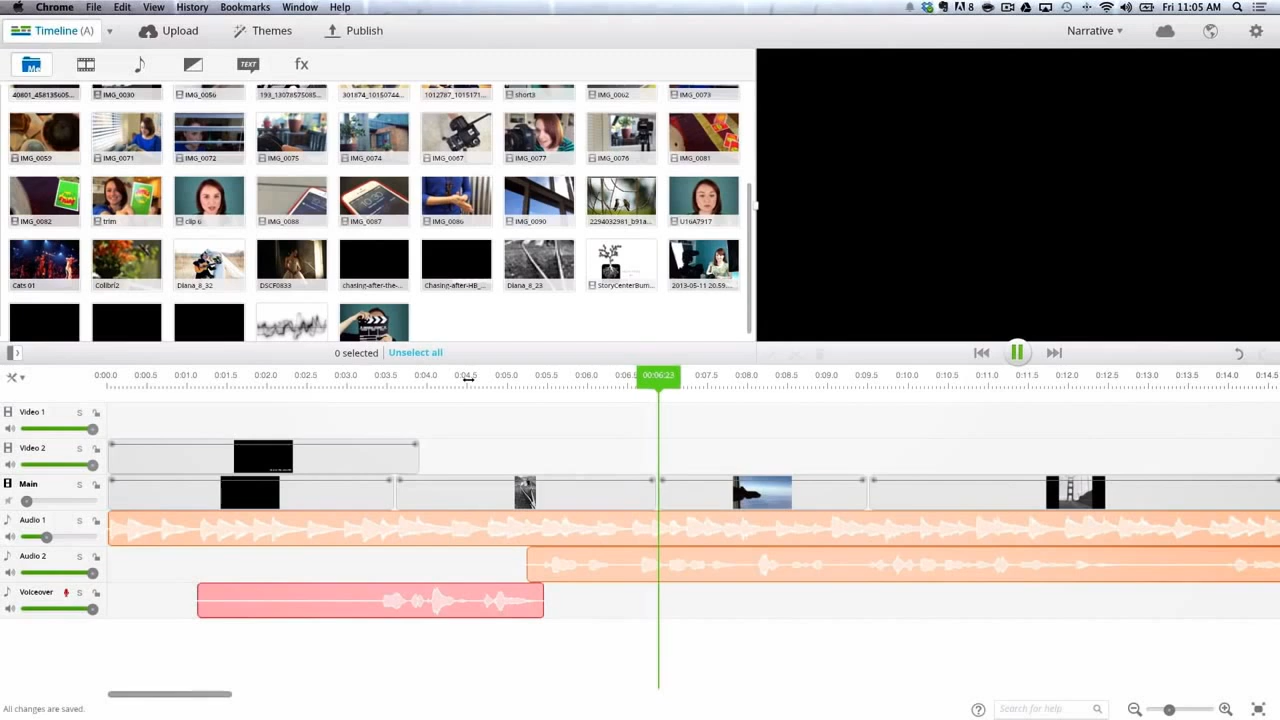 Chrome File Edit View History Bookmarks Window Help 8 Fri 11:05 AM
Timeline (A) Upload Themes Publish Narrative
Me TEXT fx
40801_458135605... IMG_0030 IMG_0056 193_13078575085... 301874_10150744... 1012787_1015171... short3 IMG_0062 IMG_0073
IMG_0059 IMG_0071 IMG_0072 IMG_0075 IMG_0074 IMG_0067 IMG_0077 IMG_0076 IMG_0081
IMG_0082 trim clip 6 IMG_0088 IMG_0087 IMG_0086 IMG_0090 2294032981_b91a... U16A7917
Cats 01 Colibri2 Diana_8_32 DSCF0833 chasing-after-the-... Chasing-after-HB_... Diana_8_23 StoryCenterBum... 2013-05-11 20.59....
0 selected Unselect all
0:00.0 0:00.5 0:01.0 0:01.5 0:02.0 0:02.5 0:03.0 0:03.5 0:04.0 0:04.5 0:05.0 0:05.5 0:06.0 0:06.5 00:06:23 0:07.5 0:08.0 0:08.5 0:09.0 0:09.5 0:10.0 0:10.5 0:11.0 0:11.5 0:12.0 0:12.5 0:13.0 0:13.5 0:14.0 0:14.5
Video 1 S
Video 2 S
Main S
Audio 1 S
Audio 2 S
Voiceover S
All changes are saved. ? Search for help